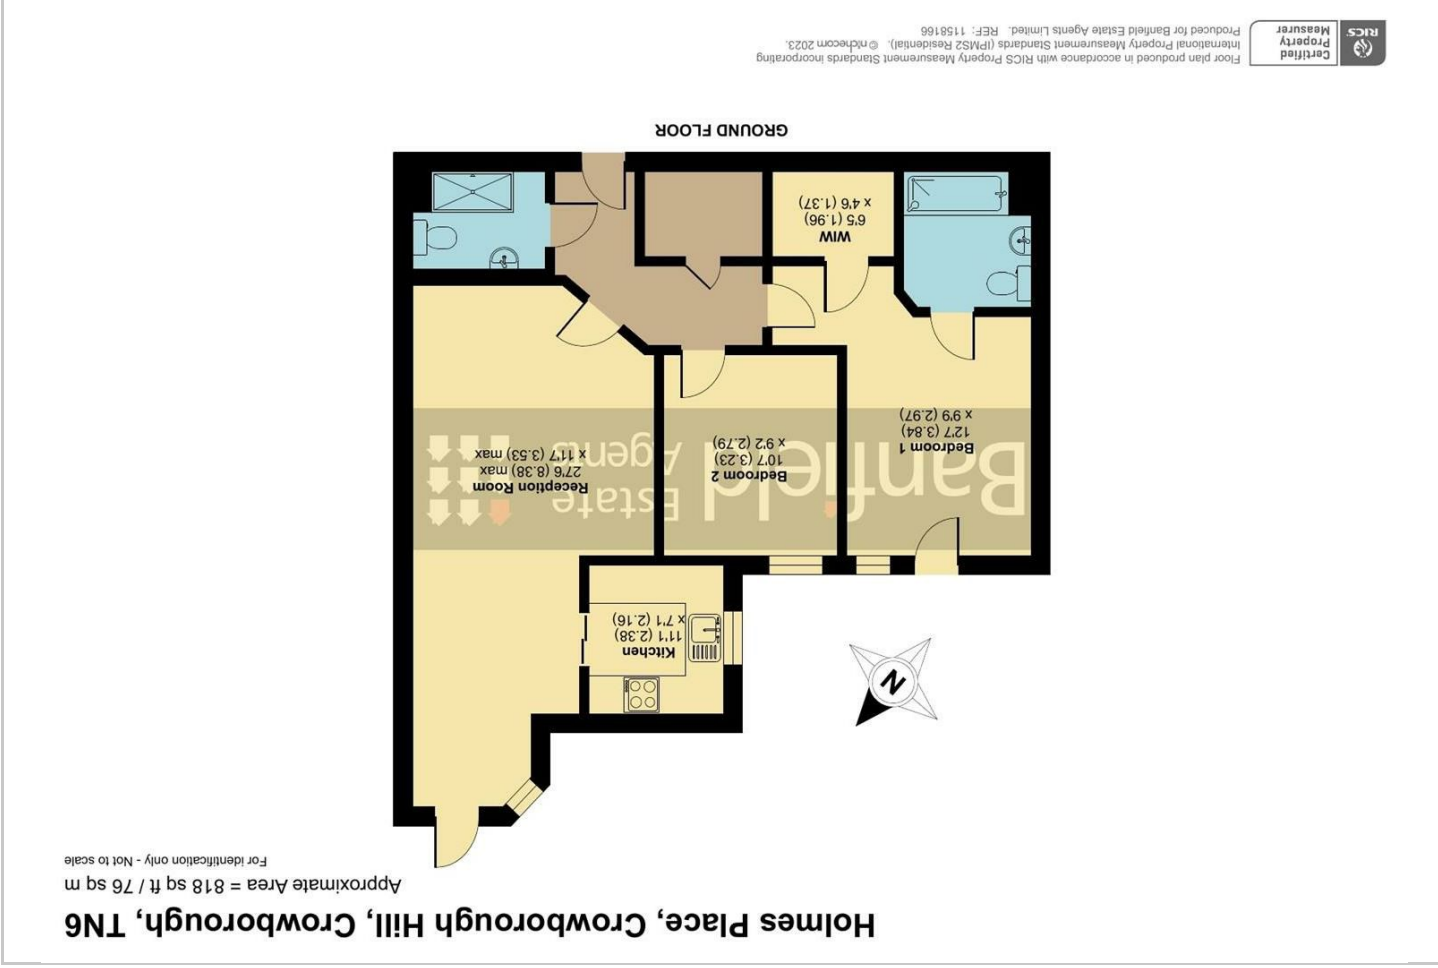 Holmes Place, Crowborough Hill, Crowborough, TN6
Approximate Area = 818 sq ft / 76 sq m
For identification only - Not to scale
N
Kitchen
11'1 (2.38)
x 7'1 (2.16)
Reception Room
27'6 (8.38) max
x 11'7 (3.53) max
Bedroom 2
10'7 (3.23)
x 9'2 (2.79)
Bedroom 1
12'7 (3.84)
x 9'9 (2.97)
Banfield
Estate
Agents
WIW
6'5 (1.96)
x 4'6 (1.37)
GROUND FLOOR
RICS
Certified
Property
Measurer
Floor plan produced in accordance with RICS Property Measurement Standards incorporating
International Property Measurement Standards (IPMS2 Residential). ©nichecom 2023.
Produced for Banfield Estate Agents Limited. REF: 1158166